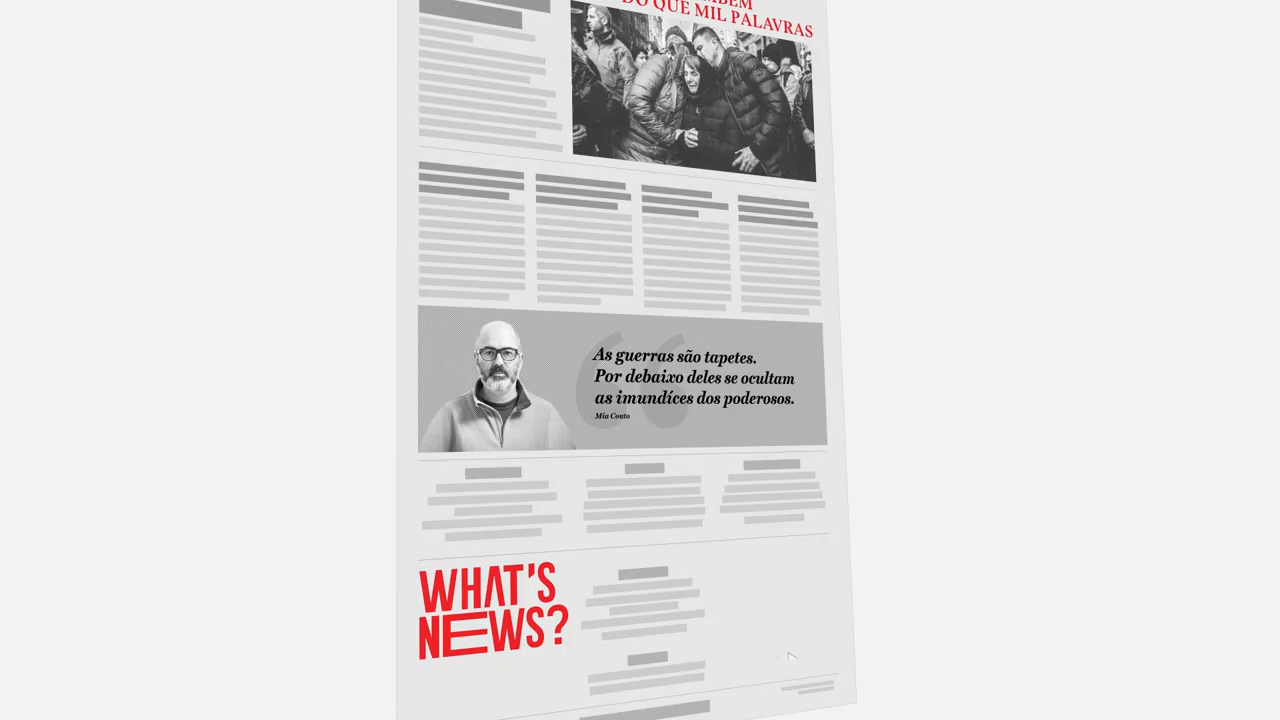 DO QUE MIL PALAVRAS
As guerras são tapetes.
Por debaixo deles se ocultam
as imundíces dos poderosos.
Mia Couto
WHAT'S
NEWS?